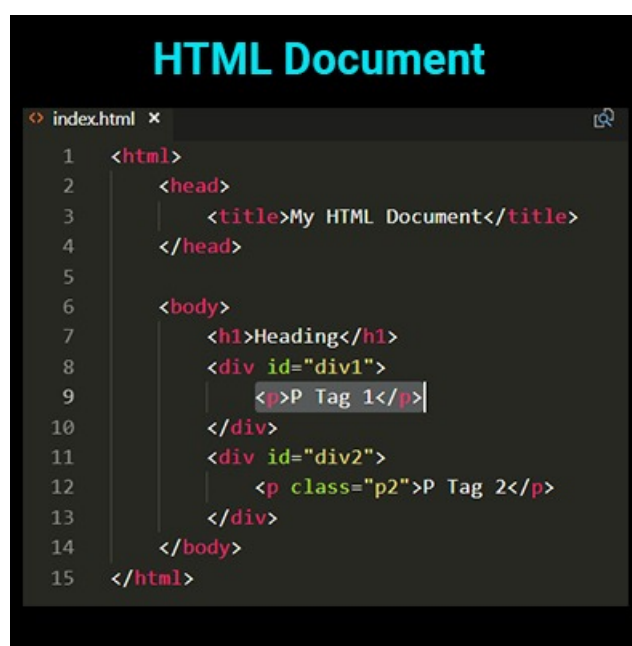 HTML Document
index.html ×
1 <html>
2 <head>
3 <title>My HTML Document</title>
4 </head>
5
6 <body>
7 <h1>Heading</h1>
8 <div id="div1">
9 <p>P Tag 1</p>
10 </div>
11 <div id="div2">
12 <p class="p2">P Tag 2</p>
13 </div>
14 </body>
15 </html>